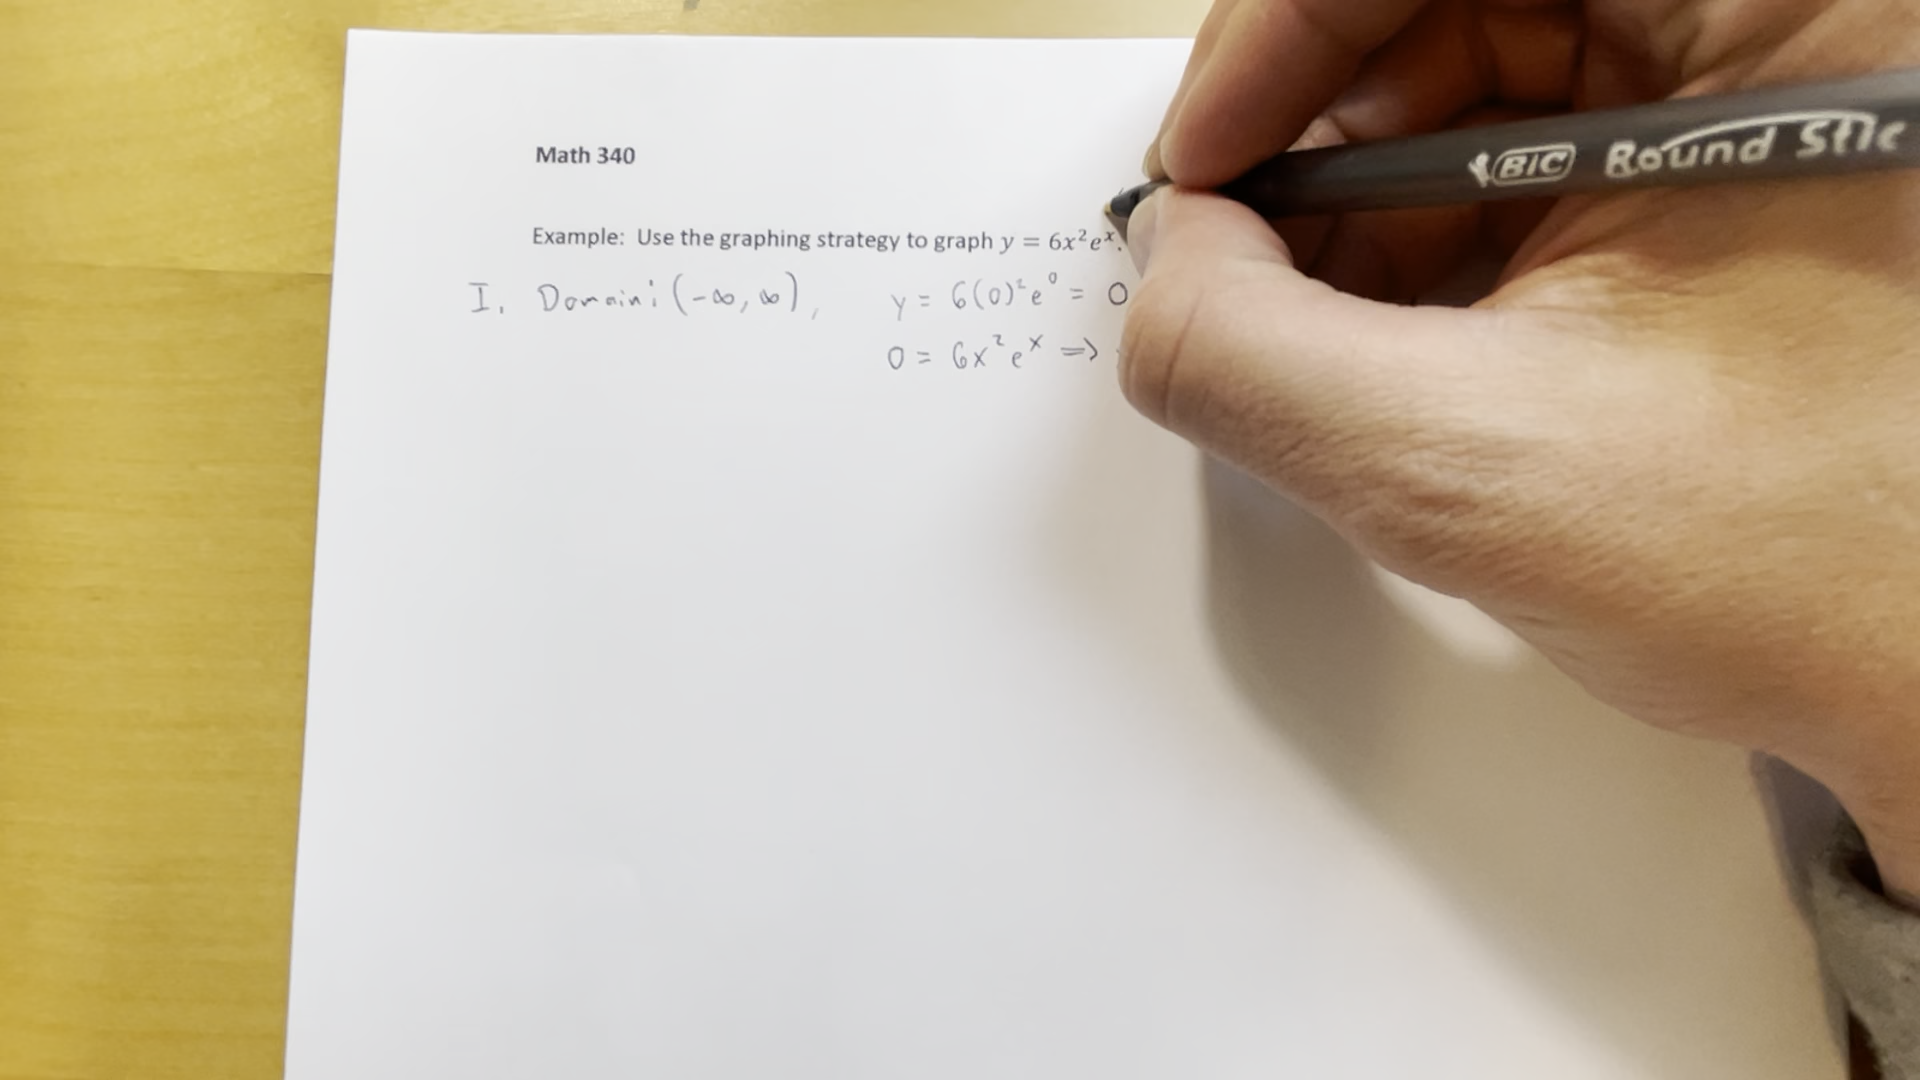 Math 340
BIC Round Stic
Example: Use the graphing strategy to graph y = 6x²eˣ.
I. Domain: (-∞, ∞), y = 6(0)²e⁰ = 0
0 = 6x²eˣ ⇒